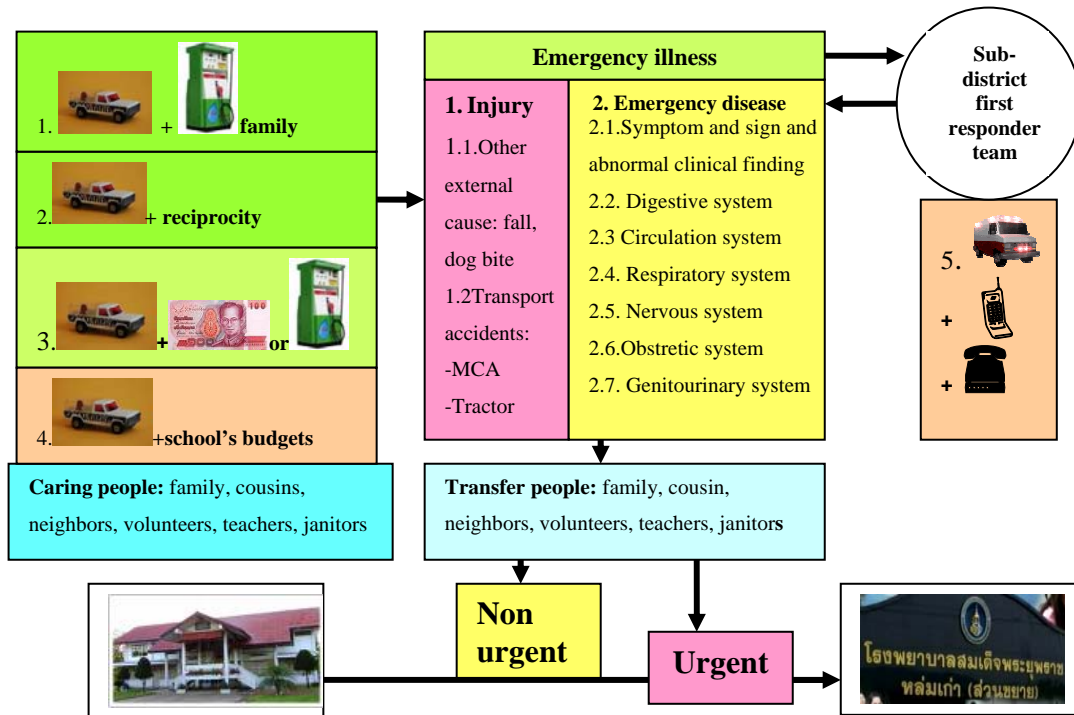 1. + family
2. + reciprocity
3. + 100 or
4. +school's budgets
Caring people: family, cousins,
neighbors, volunteers, teachers, janitors
Emergency illness
1. Injury
1.1.Other
external
cause: fall,
dog bite
1.2Transport
accidents:
-MCA
-Tractor
2. Emergency disease
2.1.Symptom and sign and
abnormal clinical finding
2.2. Digestive system
2.3 Circulation system
2.4. Respiratory system
2.5. Nervous system
2.6.Obstretic system
2.7. Genitourinary system
Sub-
district
first
responder
team
5.
+
+
Transfer people: family, cousin,
neighbors, volunteers, teachers, janitors
Non
urgent
Urgent
โรงพยาบาลสมเด็จพระยุพราช
หล่มเก่า (ส่วนขยาย)